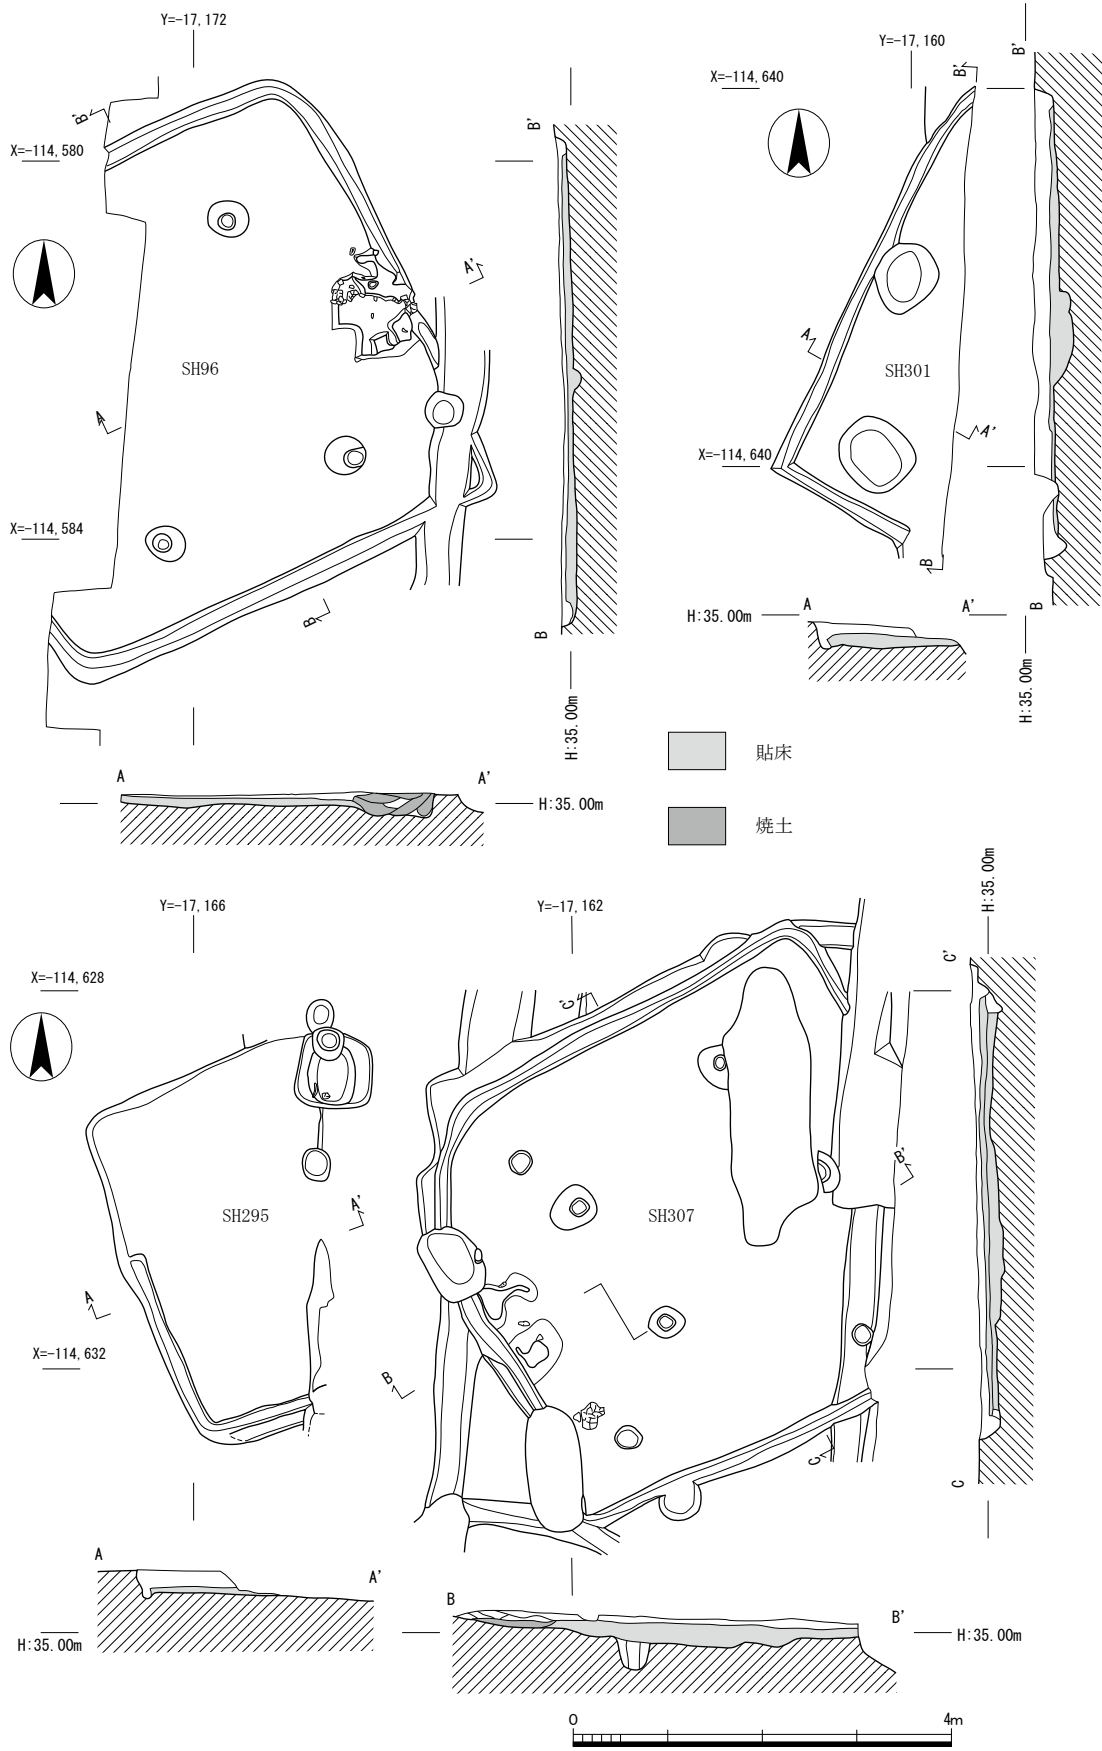 Y=-17,172
B'
X=-114,580
A'
SH96
A
X=-114,584
B
B'
B
H:35.00m
A
A'
H:35.00m
Y=-17,160
X=-114,640
B'
B'
A
SH301
A'
X=-114,640
B
B
H:35.00m
A
A'
H:35.00m
貼床
焼土
Y=-17,166
X=-114,628
SH295
A'
A
X=-114,632
A
A'
H:35.00m
Y=-17,162
C'
B'
SH307
B
C
H:35.00m
C'
C
B
B'
H:35.00m
0
4m